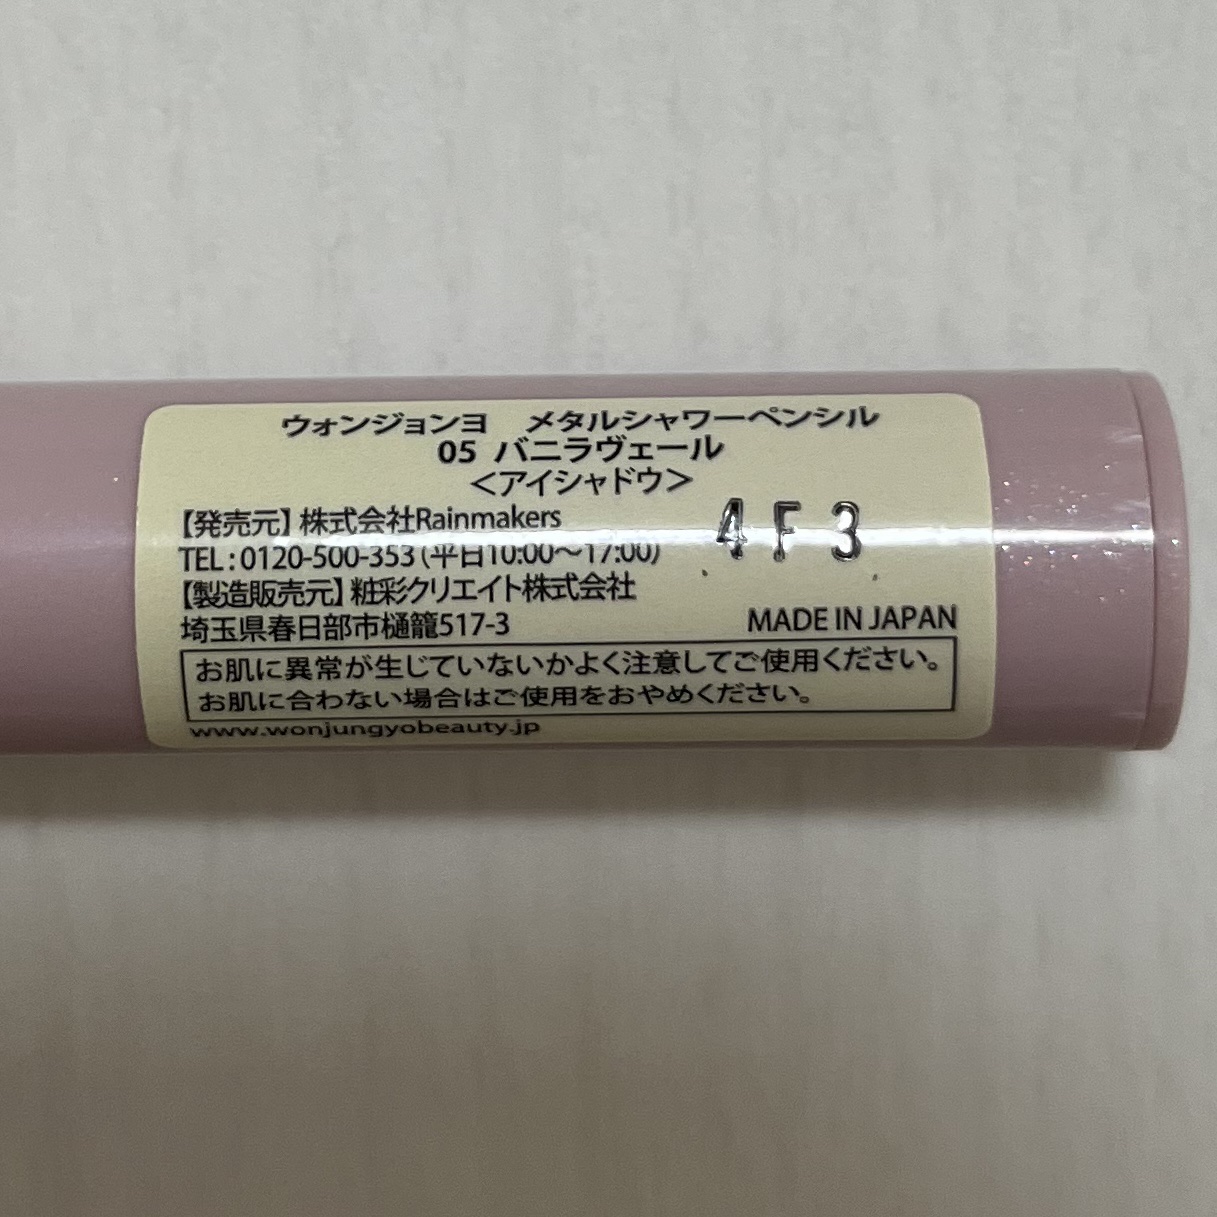 ウォンジョンヨ　メタルシャワーペンシル
05 バニラヴェール
＜アイシャドウ＞
【発売元】株式会社Rainmakers
TEL：0120-500-353（平日10:00～17:00）
4 F 3
【製造販売元】粧彩クリエイト株式会社
埼玉県春日部市樋籠517-3
MADE IN JAPAN
お肌に異常が生じていないかよく注意してご使用ください。
お肌に合わない場合はご使用をおやめください。
www.wonjungyobeauty.jp